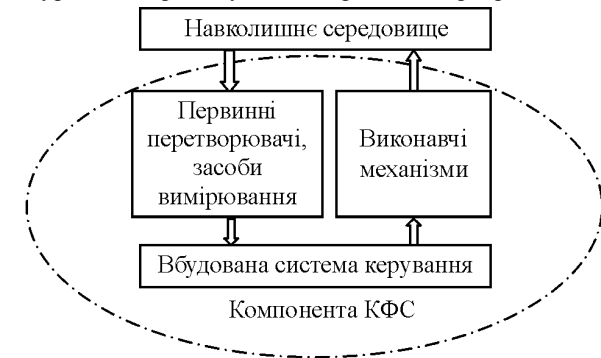 Навколишнє середовище
Первинні
перетворювачі,
засоби
вимірювання
Виконавчі
механізми
Вбудована система керування
Компонента КФС